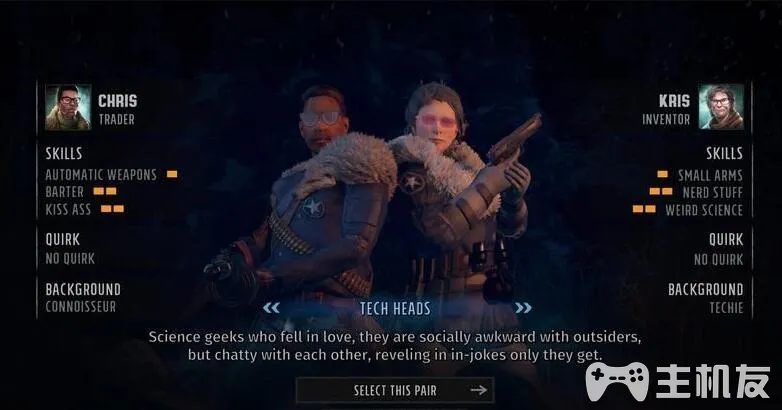 CHRIS
TRADER
SKILLS
AUTOMATIC WEAPONS
BARTER
KISS ASS
QUIRK
NO QUIRK
BACKGROUND
CONNOISSEUR
KRIS
INVENTOR
SKILLS
SMALL ARMS
NERD STUFF
WEIRD SCIENCE
QUIRK
NO QUIRK
BACKGROUND
TECHIE
TECH HEADS
Science geeks who fell in love, they are socially awkward with outsiders,
but chatty with each other, reveling in in-jokes only they get.
SELECT THIS PAIR
主机友